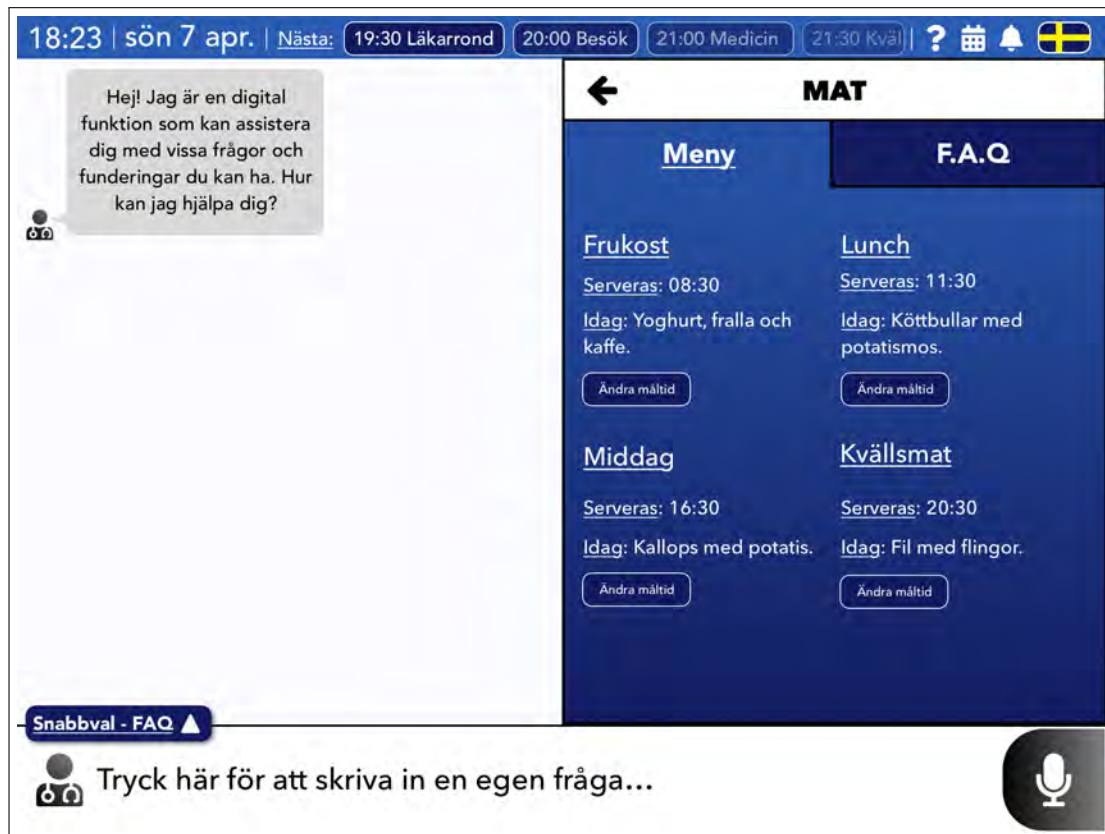 18:23 | sön 7 apr. | Nästa: 19:30 Läkarrond 20:00 Besök 21:00 Medicin 21:30 Kväl ?
Hej! Jag är en digital
funktion som kan assistera
dig med vissa frågor och
funderingar du kan ha. Hur
kan jag hjälpa dig?
MAT
Meny
F.A.Q
Frukost
Serveras: 08:30
Idag: Yoghurt, fralla och
kaffe.
Ändra måltid
Lunch
Serveras: 11:30
Idag: Köttbullar med
potatismos.
Ändra måltid
Middag
Serveras: 16:30
Idag: Kallops med potatis.
Ändra måltid
Kvällsmat
Serveras: 20:30
Idag: Fil med flingor.
Ändra måltid
Snabbval - FAQ
Tryck här för att skriva in en egen fråga...